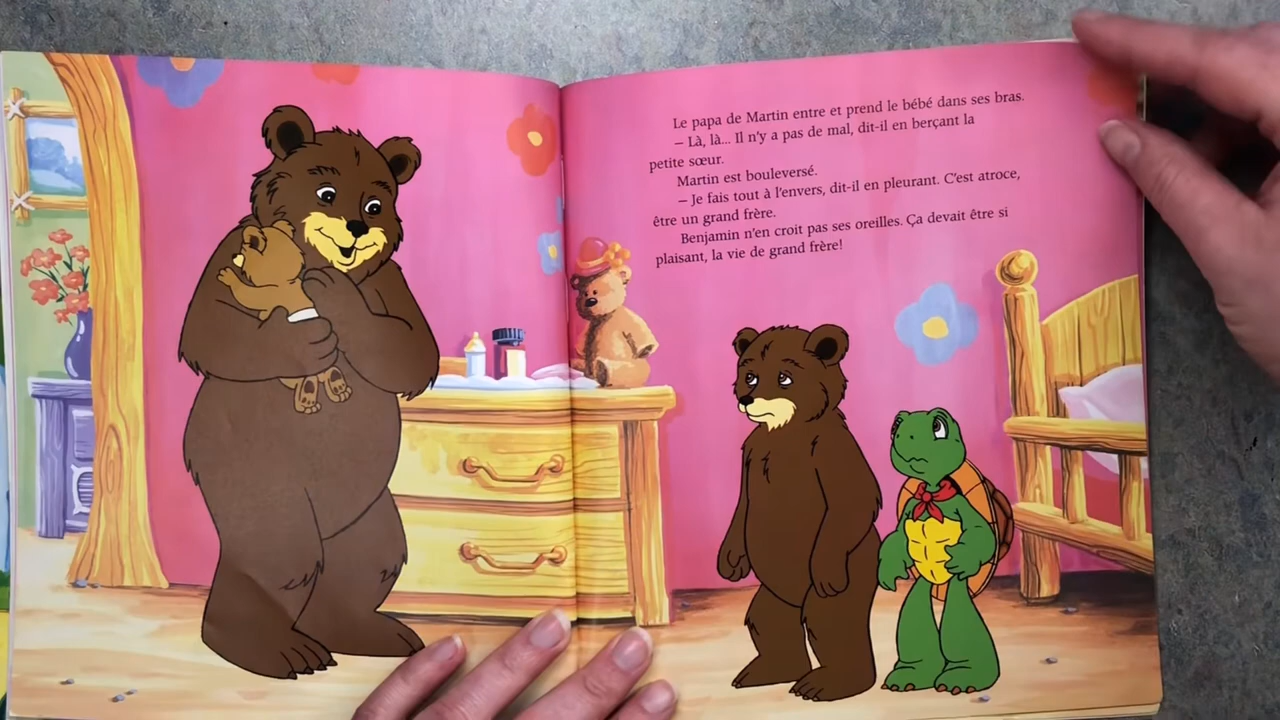 Le papa de Martin entre et prend le bébé dans ses bras.
– Là, là... Il n'y a pas de mal, dit-il en berçant la
petite sœur.
Martin est bouleversé.
– Je fais tout à l'envers, dit-il en pleurant. C'est atroce,
être un grand frère.
Benjamin n'en croit pas ses oreilles. Ça devait être si
plaisant, la vie de grand frère!